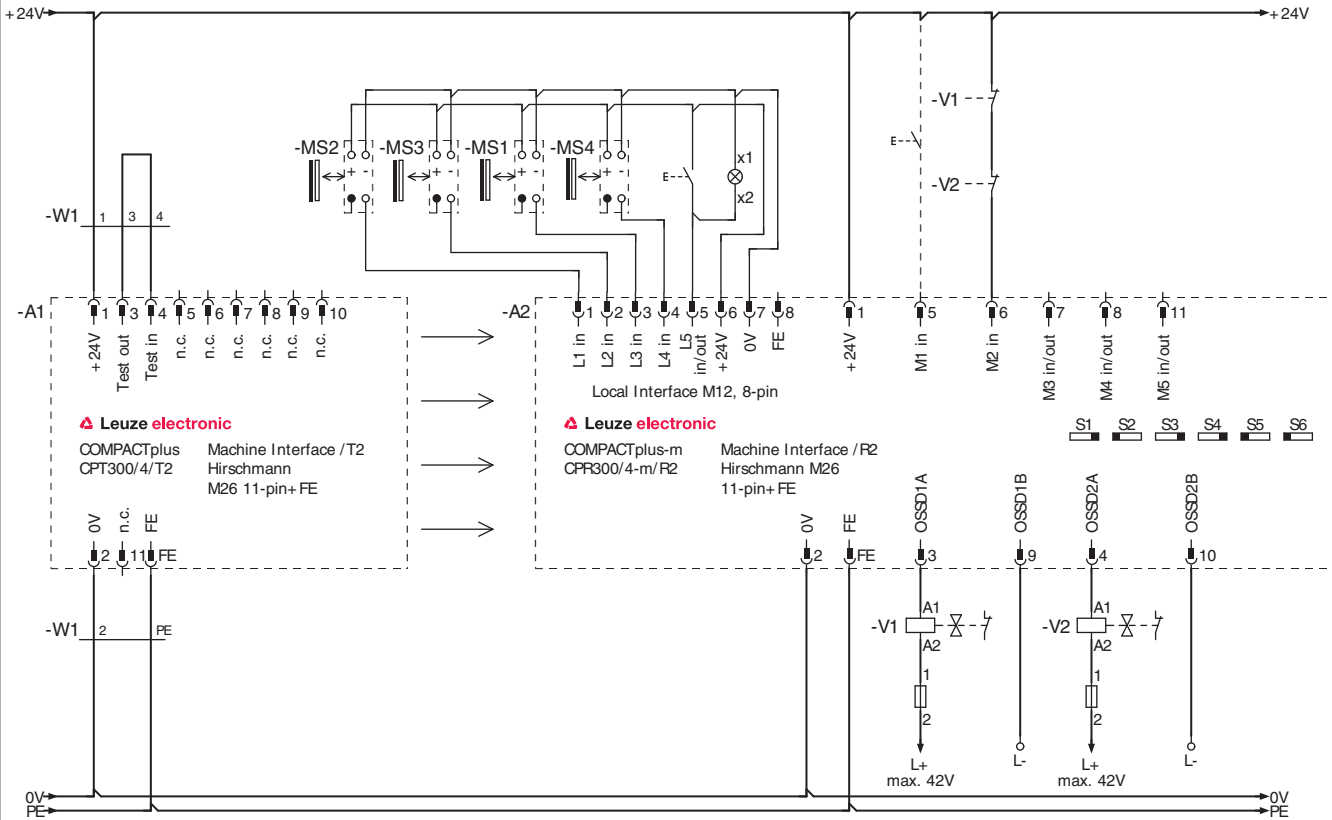 +24V +24V
-V1
-MS2 -MS3 -MS1 -MS4
+ - + - + - + -
E
x1
x2
E
-V2
-W1 1 3 4
-A1 1 3 4 5 6 7 8 9 10
+24V Test out Test in n.c. n.c. n.c. n.c. n.c. n.c.
-A2 1 2 3 4 5 6 7 8 1 5 6 7 8 11
L1 in L2 in L3 in L4 in L5 in/out +24V 0V FE +24V M1 in M2 in M3 in/out M4 in/out M5 in/out
Local Interface M12, 8-pin
Leuze electronic
COMPACTplus Machine Interface /T2
CPT300/4/T2 Hirschmann
M26 11-pin+FE
Leuze electronic
COMPACTplus-m Machine Interface /R2
CPR300/4-m/R2 Hirschmann M26
11-pin+FE
S1 S2 S3 S4 S5 S6
0V n.c. FE
2 11 FE
0V FE OSSD1A OSSD1B OSSD2A OSSD2B
2 FE 3 9 4 10
-W1 2 PE
-V1 A1 A2
1
2
L+
max. 42V
L-
-V2 A1 A2
1
2
L+
max. 42V
L-
0V 0V
PE PE